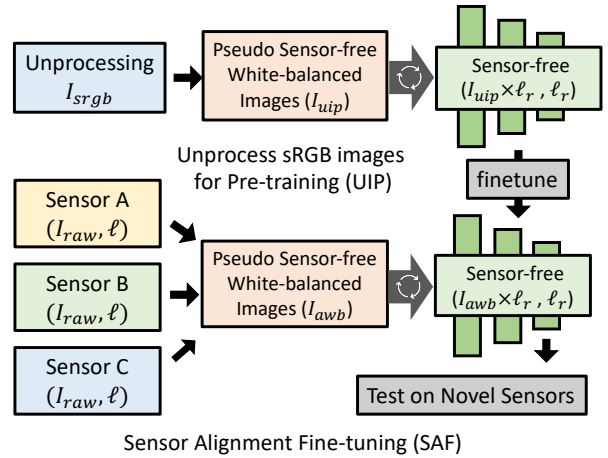 Unprocessing
I_srgb
Pseudo Sensor-free
White-balanced
Images (I_uip)
Sensor-free
(I_uip×ℓ_r , ℓ_r)
Unprocess sRGB images
for Pre-training (UIP)
finetune
Sensor A
(I_raw, ℓ)
Sensor B
(I_raw, ℓ)
Sensor C
(I_raw, ℓ)
Pseudo Sensor-free
White-balanced
Images (I_awb)
Sensor-free
(I_awb×ℓ_r , ℓ_r)
Test on Novel Sensors
Sensor Alignment Fine-tuning (SAF)